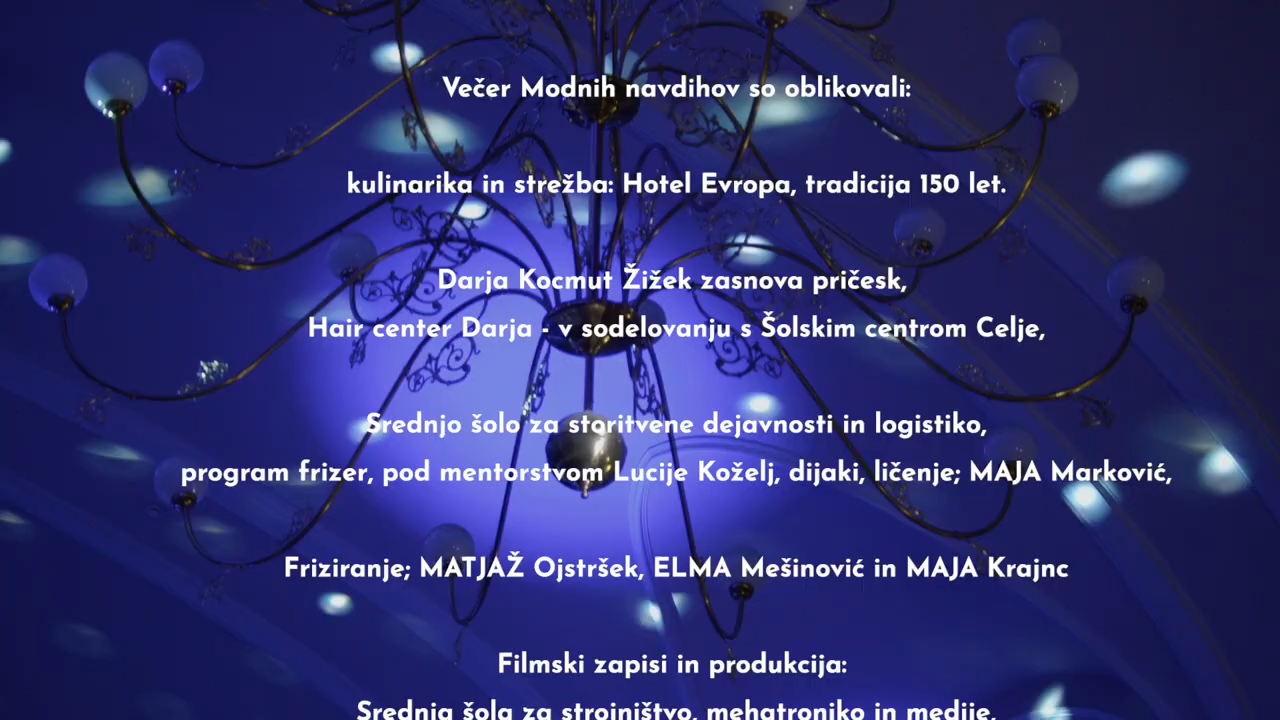 Večer Modnih navdihov so oblikovali:
kulinarika in strežba: Hotel Evropa, tradicija 150 let.
Darja Kocmut Žižek zasnova pričesk,
Hair center Darja - v sodelovanju s Šolskim centrom Celje,
Srednjo šolo za storitvene dejavnosti in logistiko,
program frizer, pod mentorstvom Lucije Koželj, dijaki, ličenje; MAJA Marković,
Friziranje; MATJAŽ Ojstršek, ELMA Mešinović in MAJA Krajnc
Filmski zapisi in produkcija:
Srednja šola za strojništvo, mehatroniko in medije,